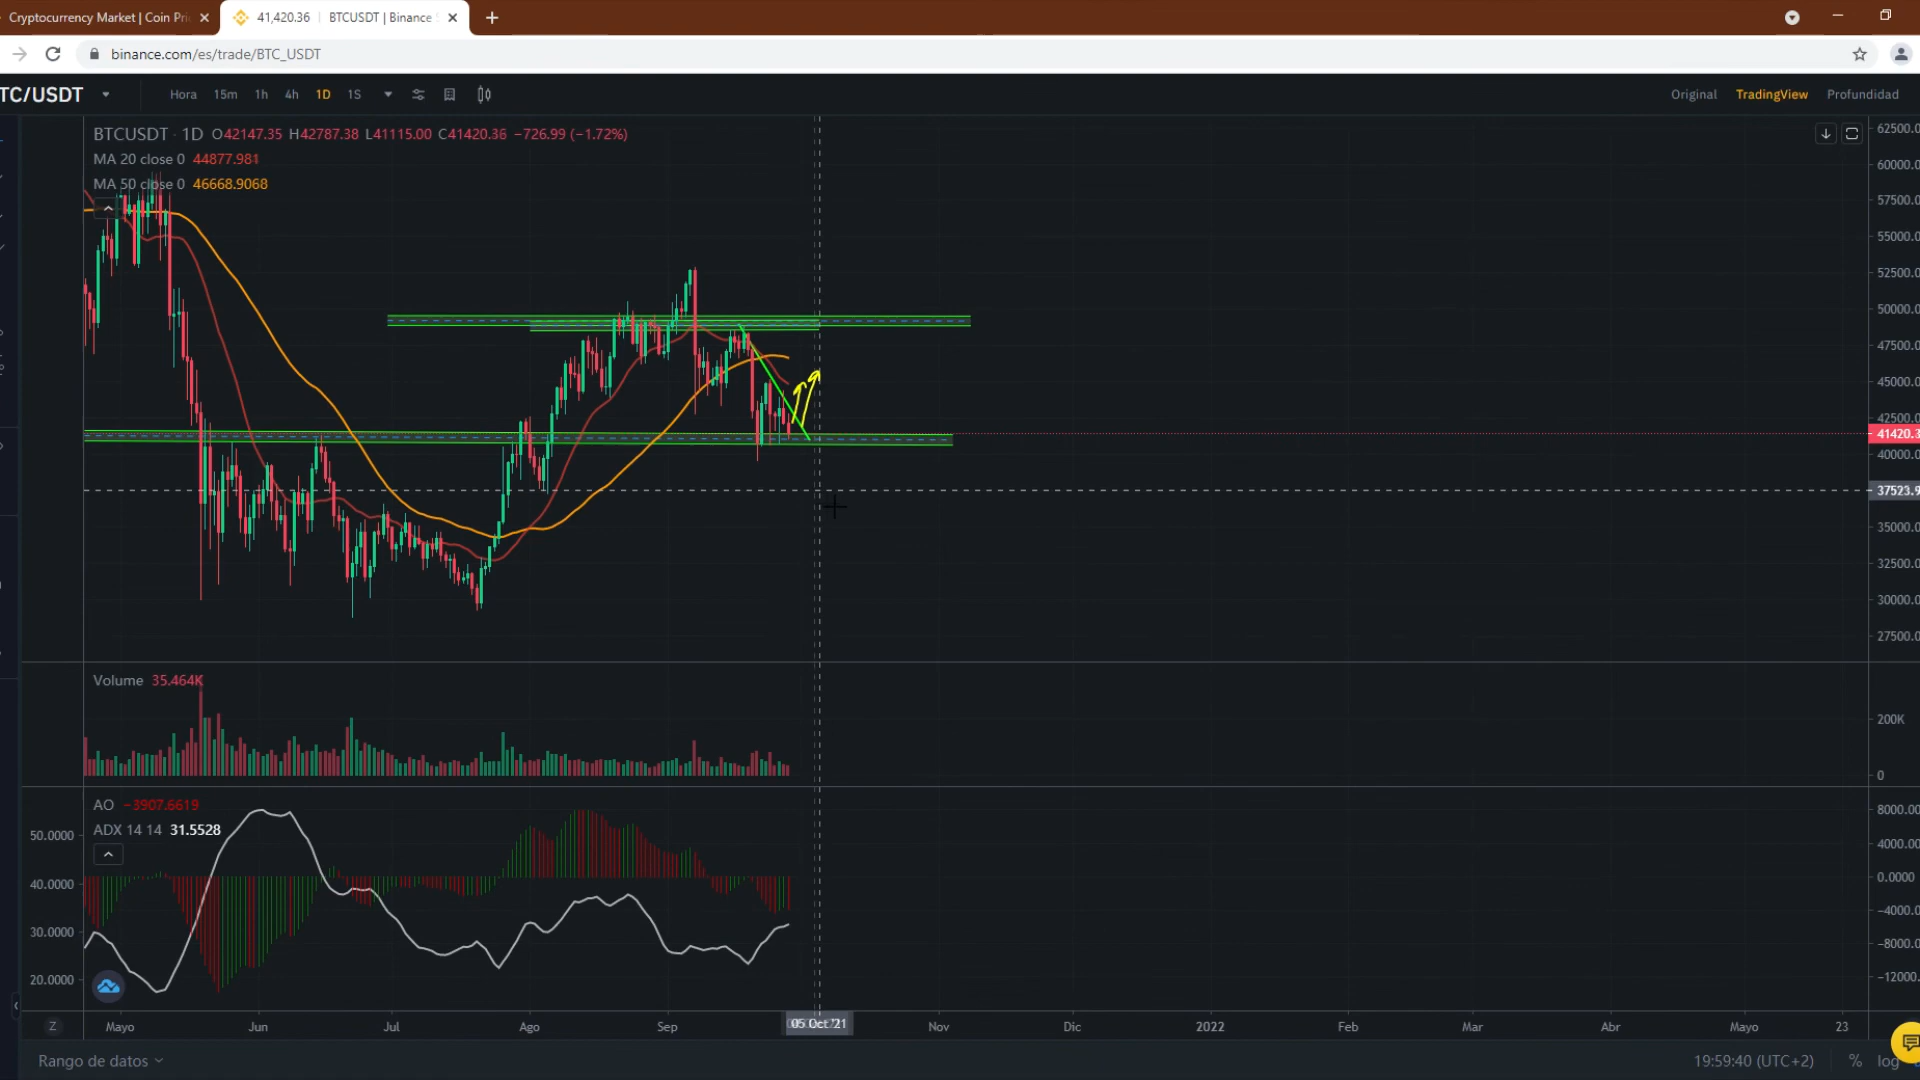 Cryptocurrency Market | Coin Pri
41,420.36 | BTCUSDT | Binance S
binance.com/es/trade/BTC_USDT
TC/USDT
Hora 15m 1h 4h 1D 1S
Original TradingView Profundidad
BTCUSDT · 1D O42147.35 H42787.38 L41115.00 C41420.36 −726.99 (−1.72%)
MA 20 close 0 44877.981
MA 50 close 0 46668.9068
62500.0
60000.0
57500.0
55000.0
52500.0
50000.0
47500.0
45000.0
42500.0
41420.3
40000.0
37523.9
35000.0
32500.0
30000.0
27500.0
Volume 35.464K
200K
0
AO −3907.6619
ADX 14 14 31.5528
50.0000
40.0000
30.0000
20.0000
8000.00
4000.00
0.0000
−4000.0
−8000.0
−12000.
Z Mayo Jun Jul Ago Sep 05 Oct '21 Nov Dic 2022 Feb Mar Abr Mayo 23
Rango de datos 19:59:40 (UTC+2) % log